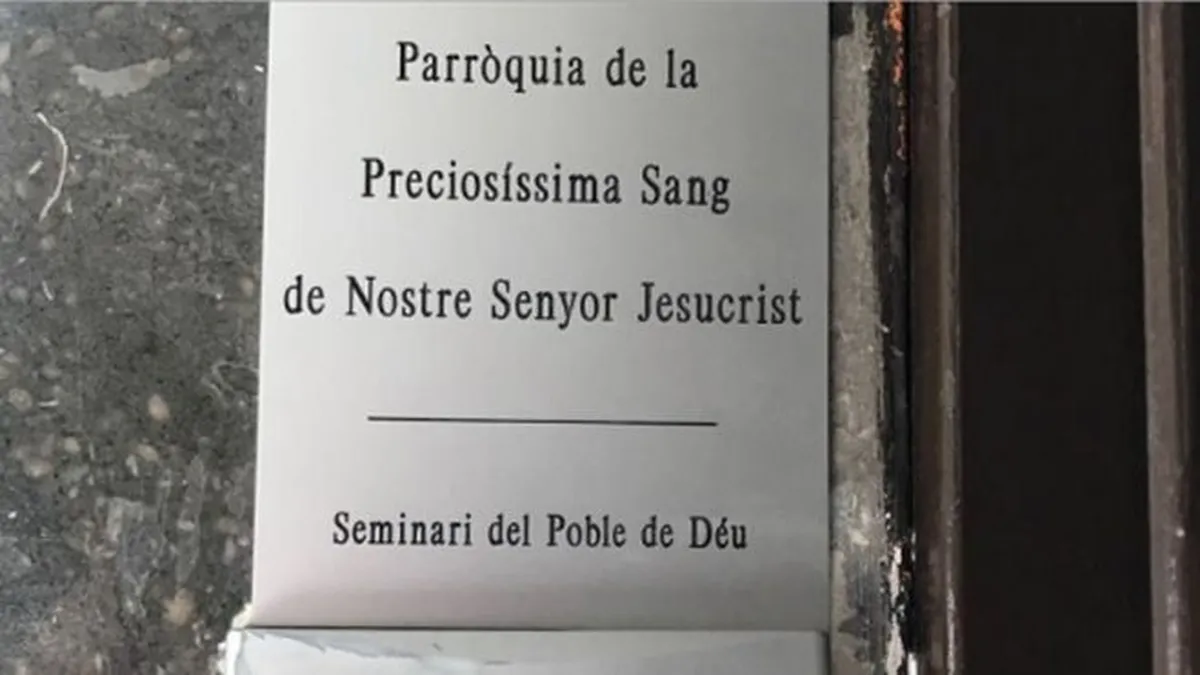 Parròquia de la
Preciosíssima Sang
de Nostre Senyor Jesucrist
Seminari del Poble de Déu